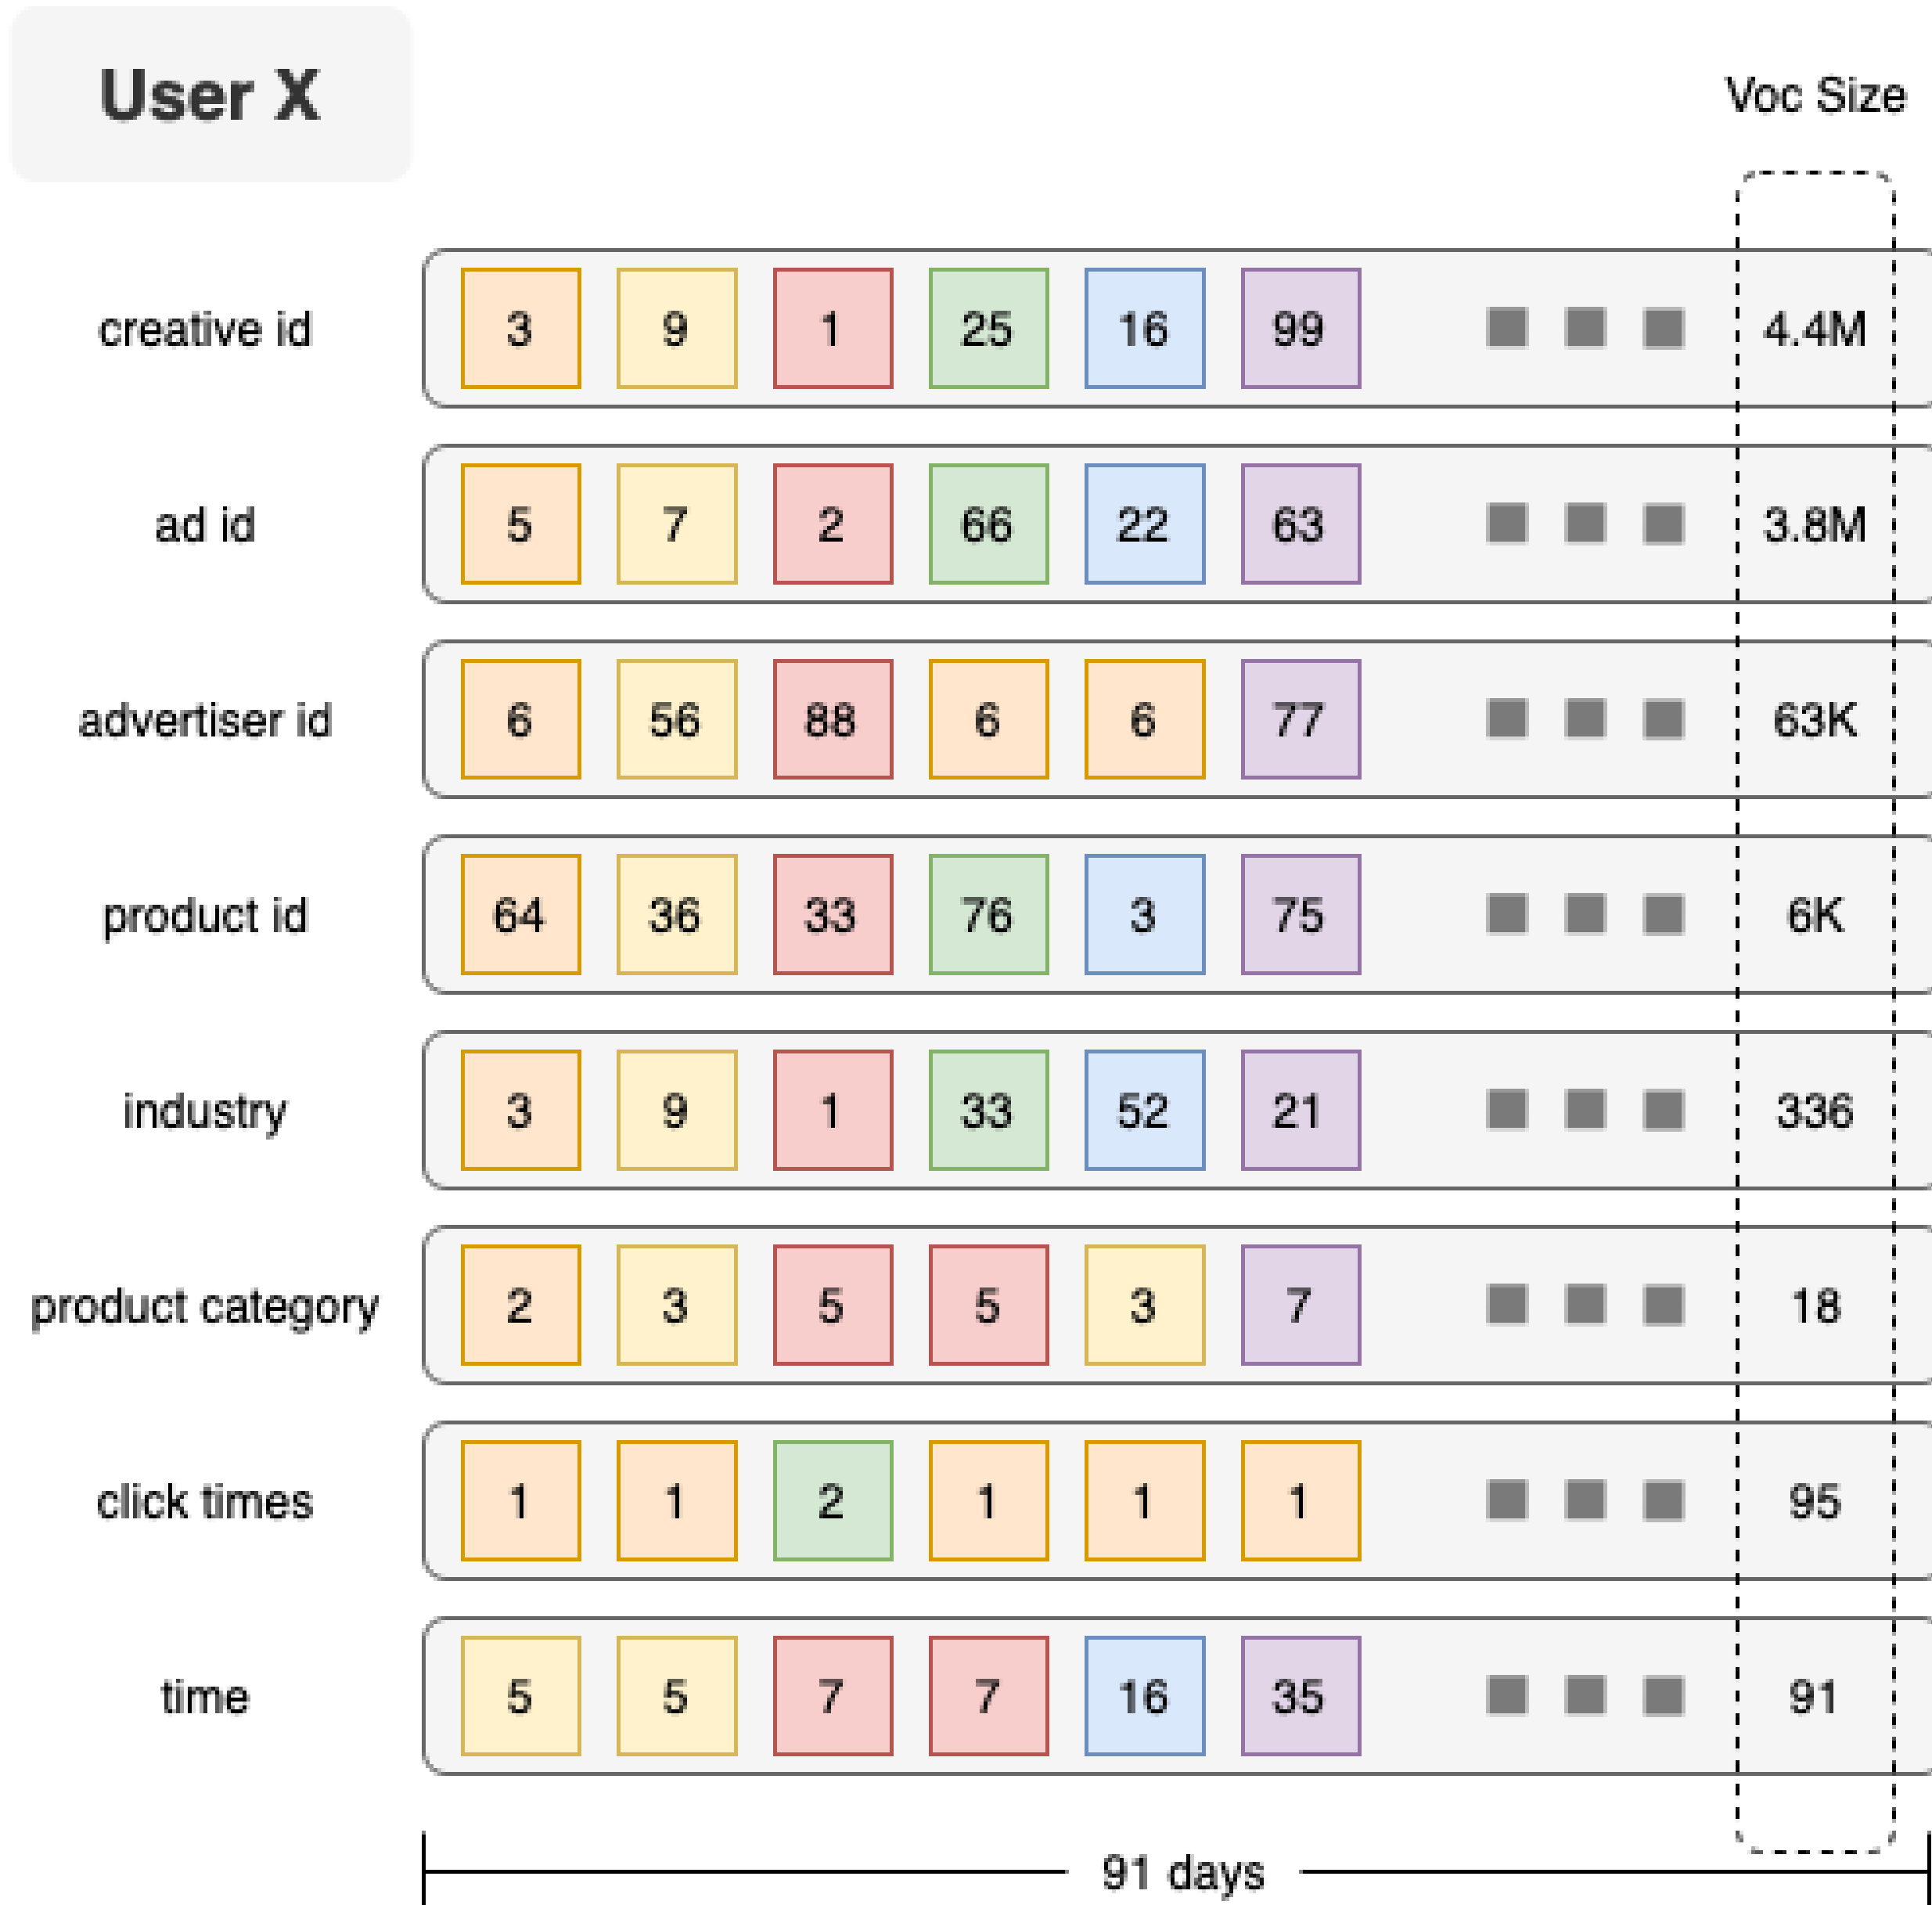 User X
Voc Size
creative id 3 9 1 25 16 99 4.4M
ad id 5 7 2 66 22 63 3.8M
advertiser id 6 56 88 6 6 77 63K
product id 64 36 33 76 3 75 6K
industry 3 9 1 33 52 21 336
product category 2 3 5 5 3 7 18
click times 1 1 2 1 1 1 95
time 5 5 7 7 16 35 91
91 days